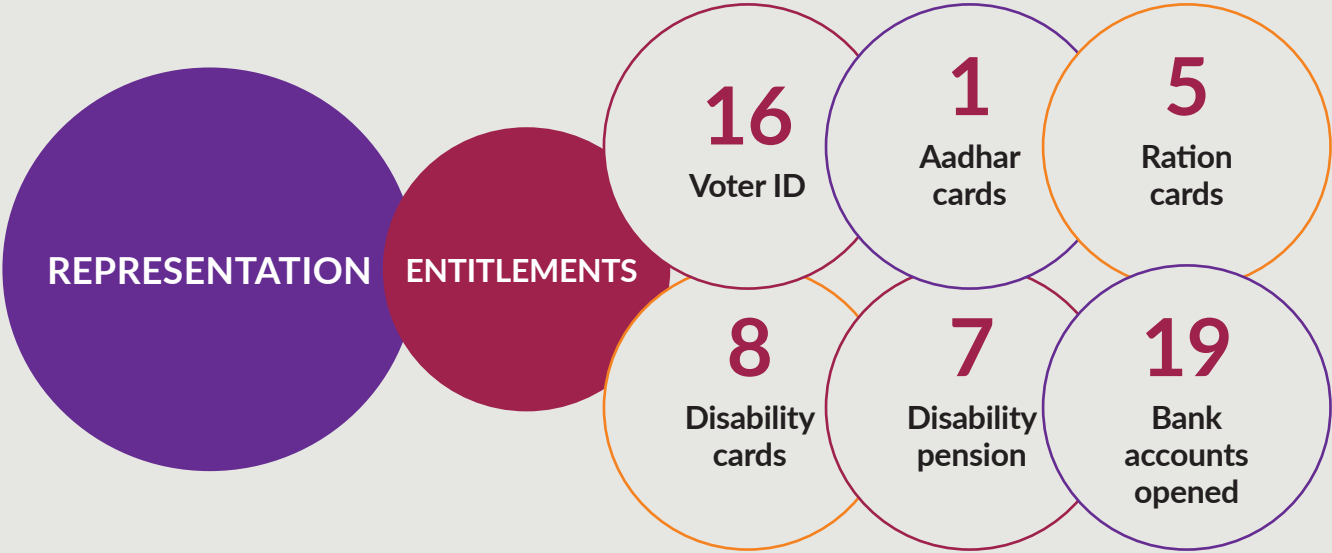 REPRESENTATION
ENTITLEMENTS
16
Voter ID
1
Aadhar
cards
5
Ration
cards
8
Disability
cards
7
Disability
pension
19
Bank
accounts
opened